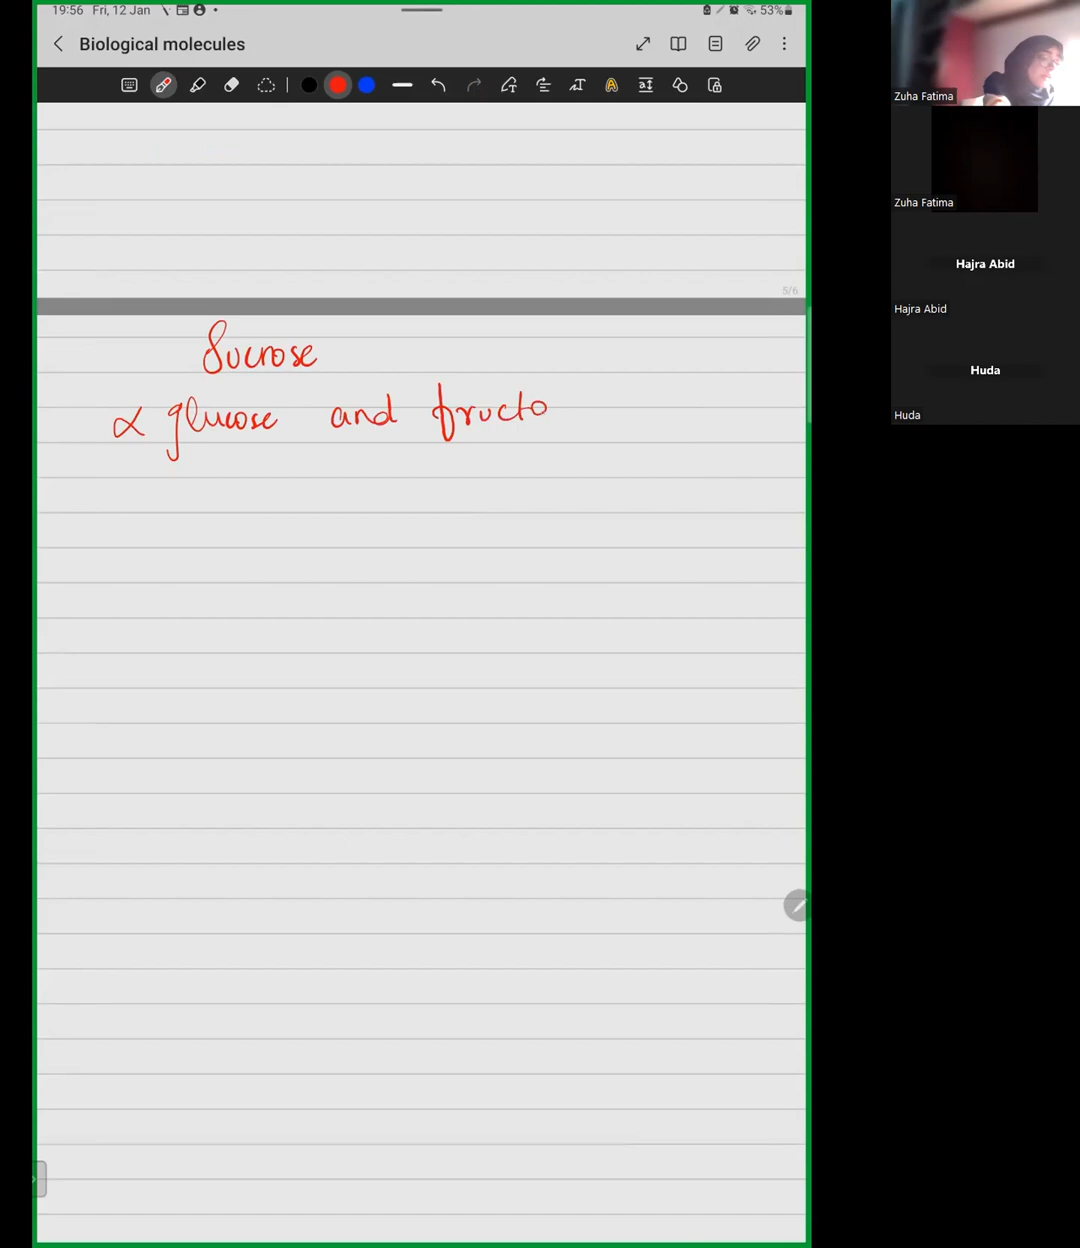 19:56 Fri, 12 Jan
53%
Biological molecules
5/6
Sucrose
∝ glucose and fructo
Zuha Fatima
Zuha Fatima
Hajra Abid
Hajra Abid
Huda
Huda